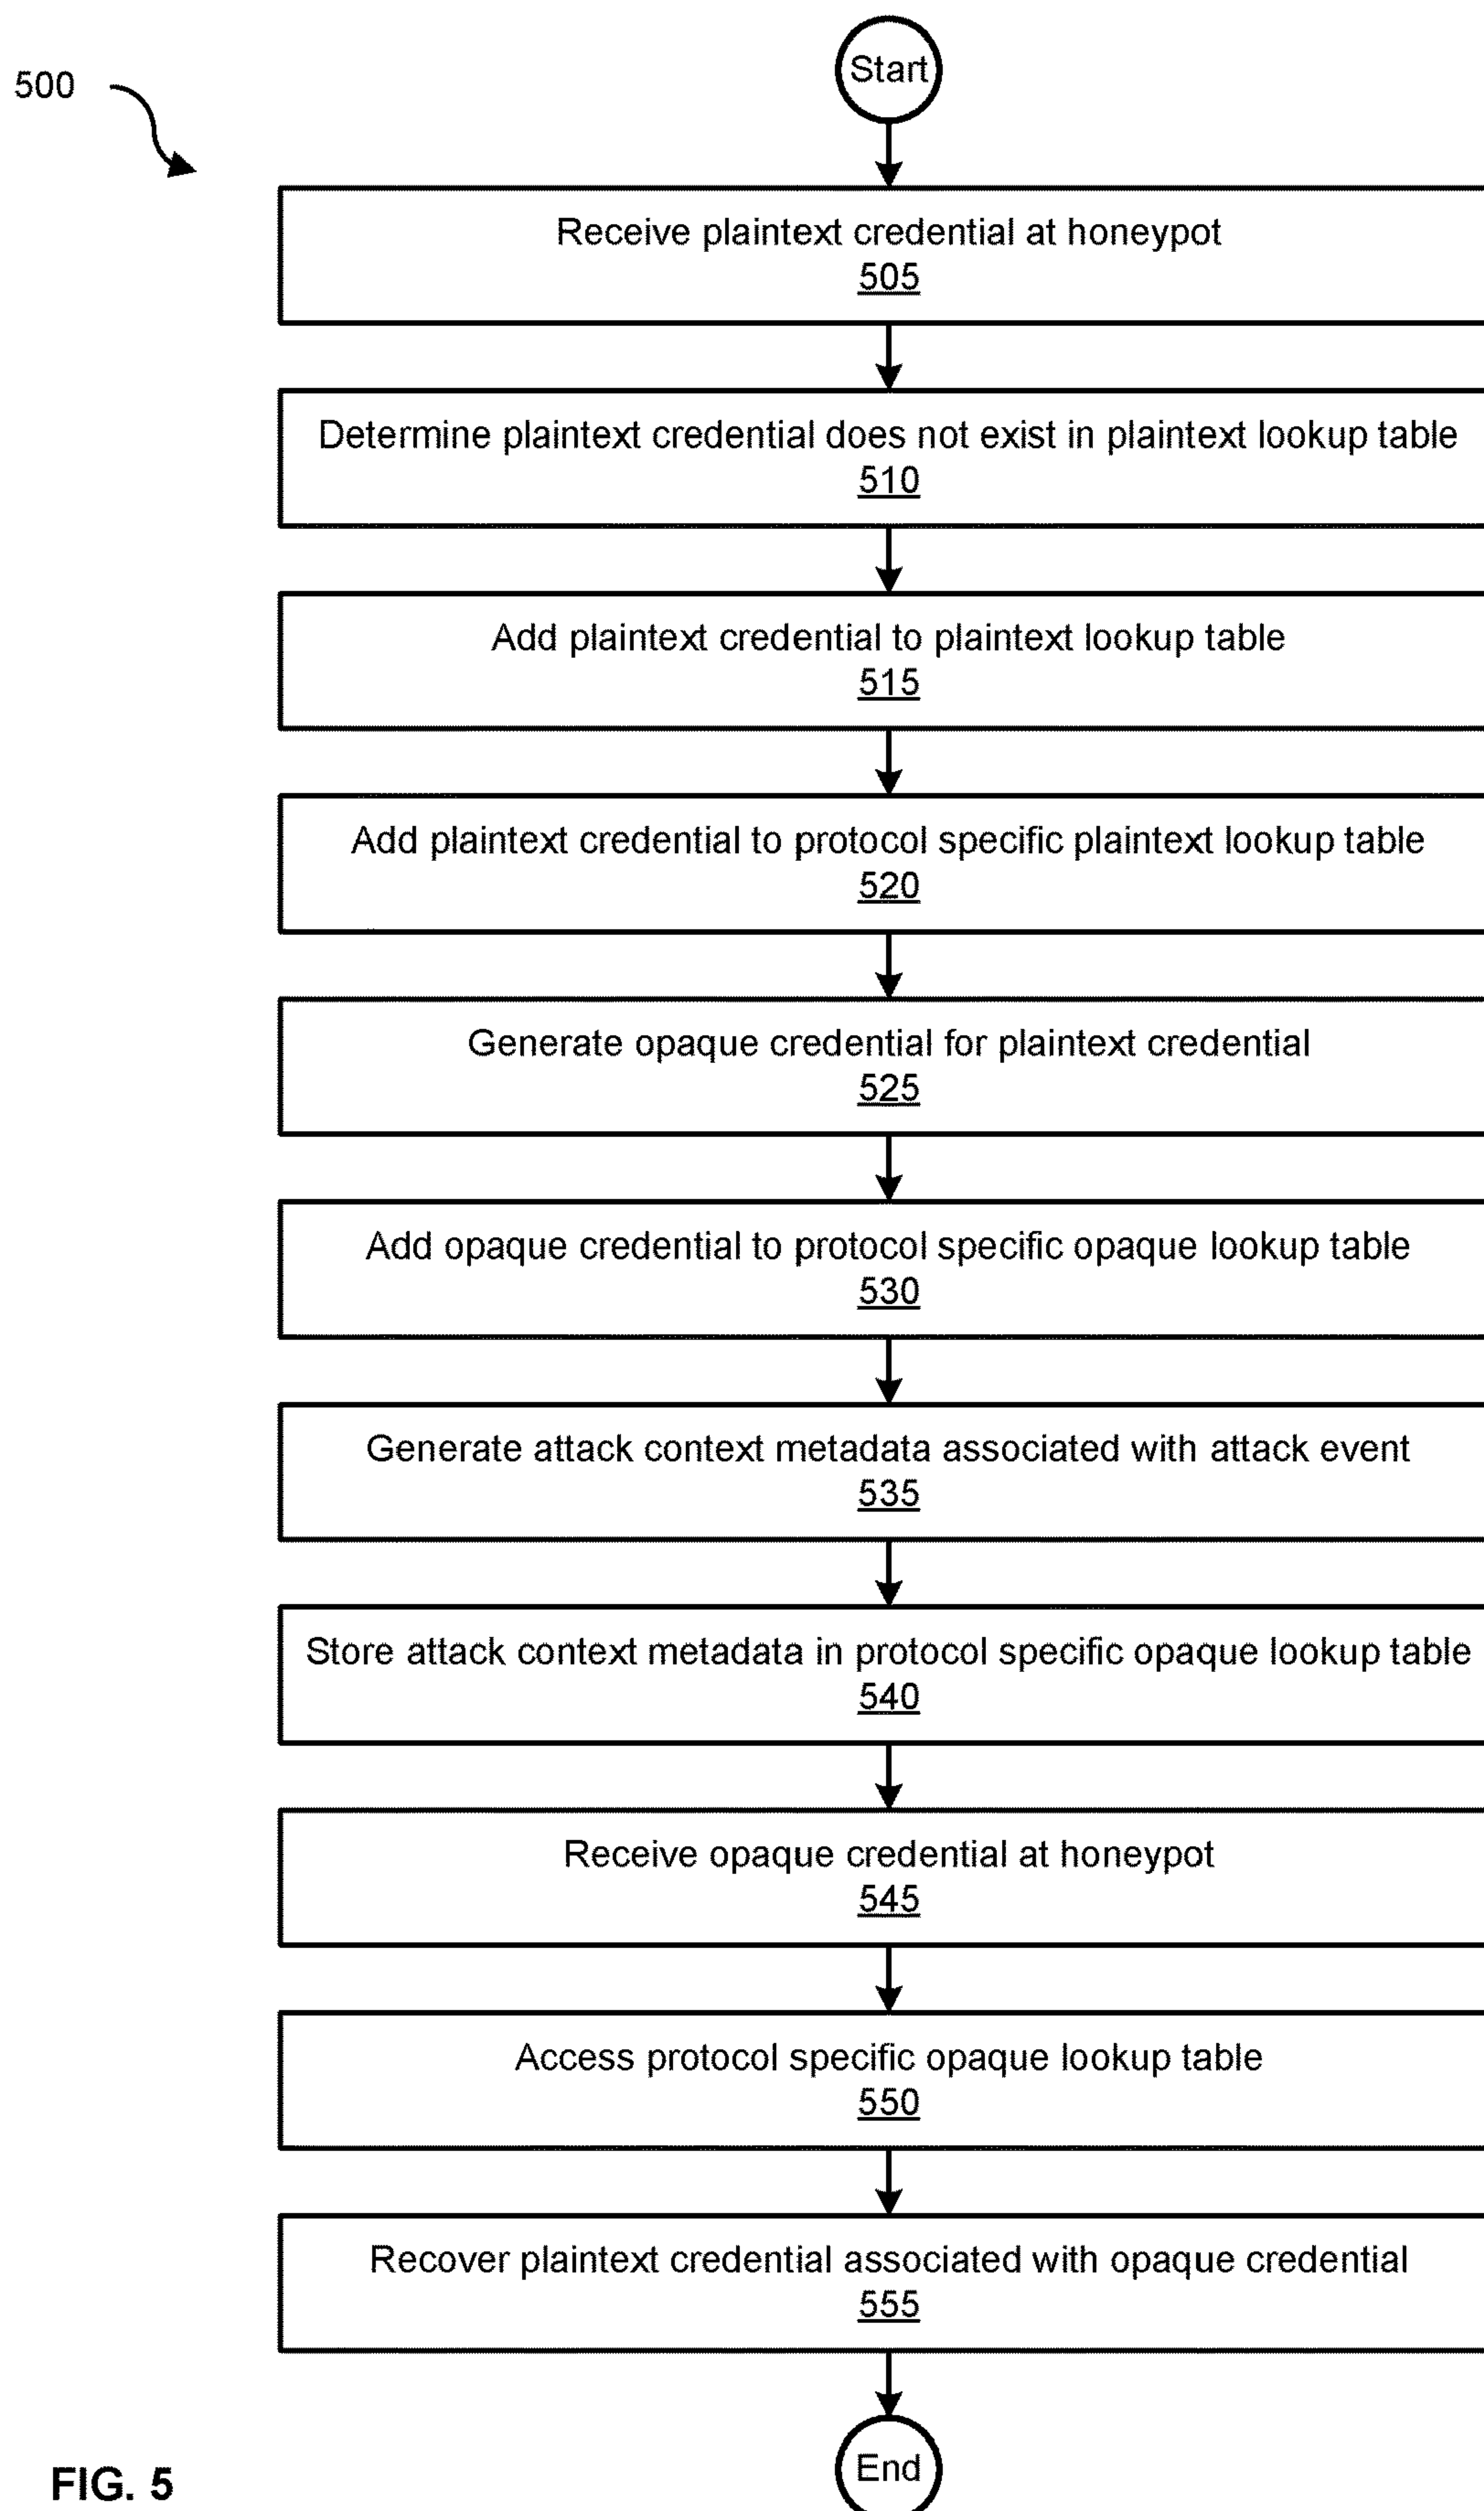 500
Start
Receive plaintext credential at honeypot
505
Determine plaintext credential does not exist in plaintext lookup table
510
Add plaintext credential to plaintext lookup table
515
Add plaintext credential to protocol specific plaintext lookup table
520
Generate opaque credential for plaintext credential
525
Add opaque credential to protocol specific opaque lookup table
530
Generate attack context metadata associated with attack event
535
Store attack context metadata in protocol specific opaque lookup table
540
Receive opaque credential at honeypot
545
Access protocol specific opaque lookup table
550
Recover plaintext credential associated with opaque credential
555
End
FIG. 5